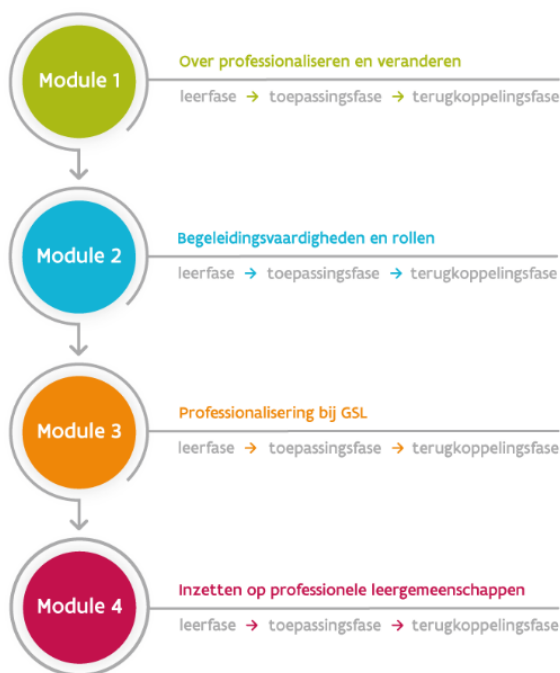 Module 1
Over professionaliseren en veranderen
leerfase → toepassingsfase → terugkoppelingsfase
Module 2
Begeleidingsvaardigheden en rollen
leerfase → toepassingsfase → terugkoppelingsfase
Module 3
Professionalisering bij GSL
leerfase → toepassingsfase → terugkoppelingsfase
Module 4
Inzetten op professionele leergemeenschappen
leerfase → toepassingsfase → terugkoppelingsfase